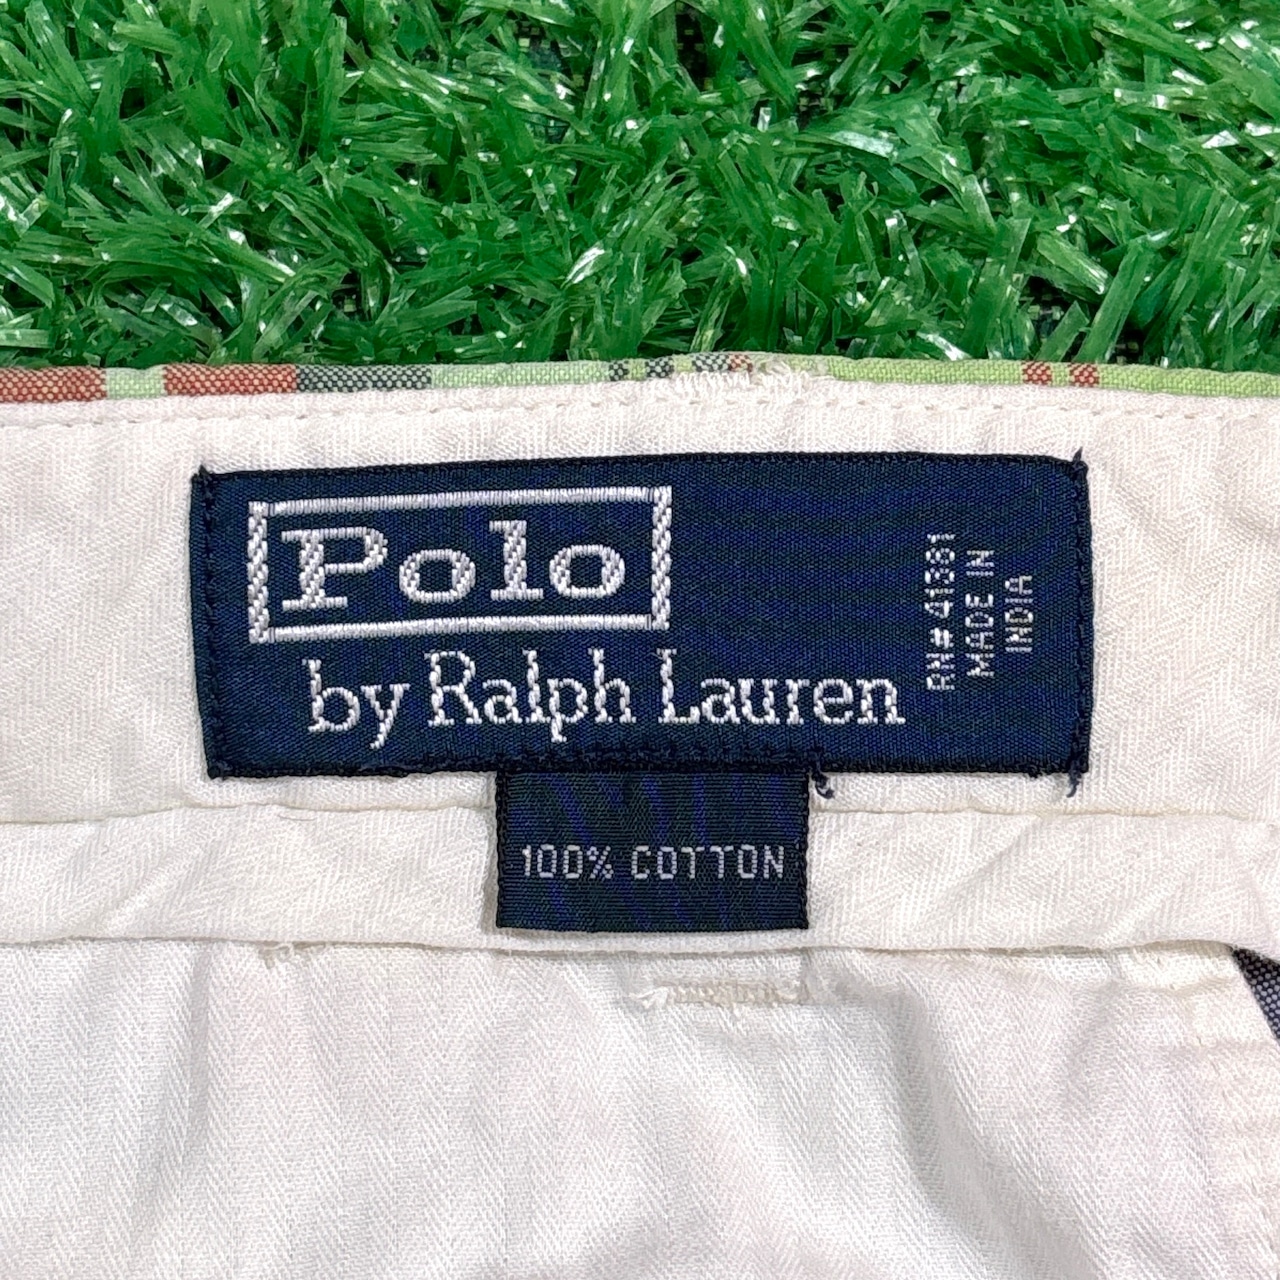 Polo
by Ralph Lauren
RN# 41381
MADE IN
INDIA
100% COTTON